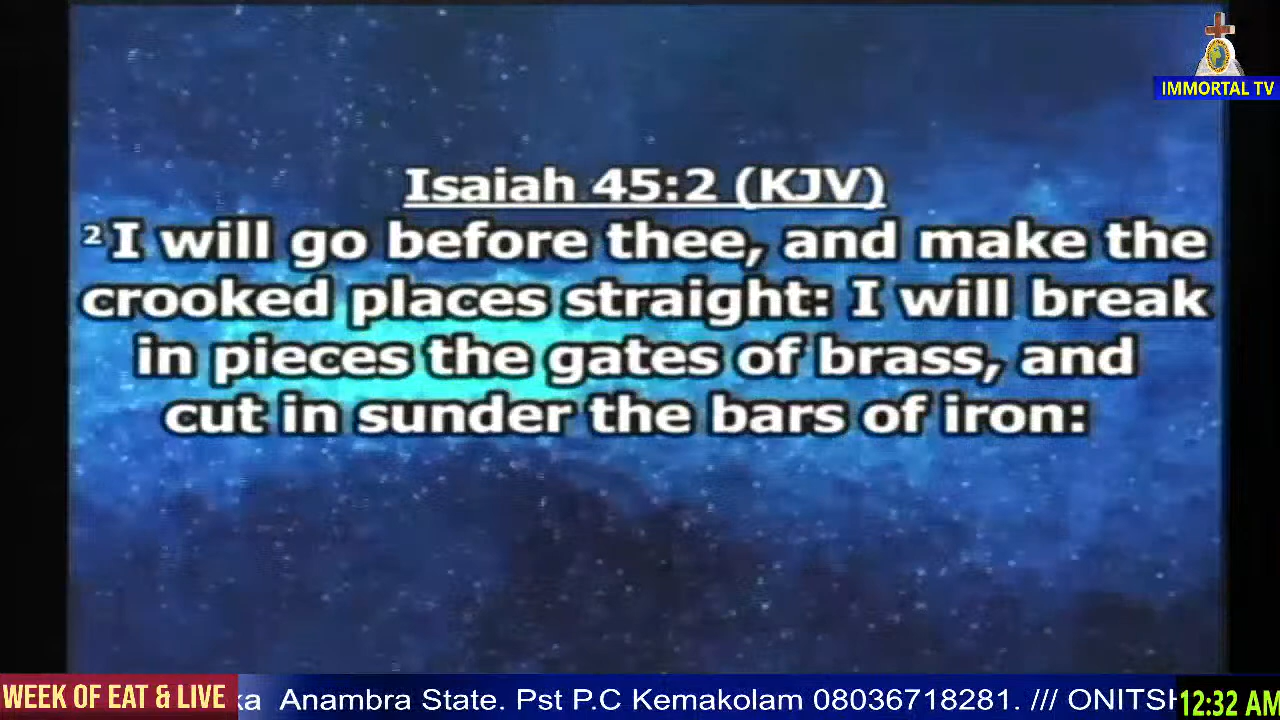 IMMORTAL TV
Isaiah 45:2 (KJV)
2 I will go before thee, and make the
crooked places straight: I will break
in pieces the gates of brass, and
cut in sunder the bars of iron:
WEEK OF EAT & LIVE
ka Anambra State. Pst P.C Kemakolam 08036718281. /// ONITSH
12:32 AM